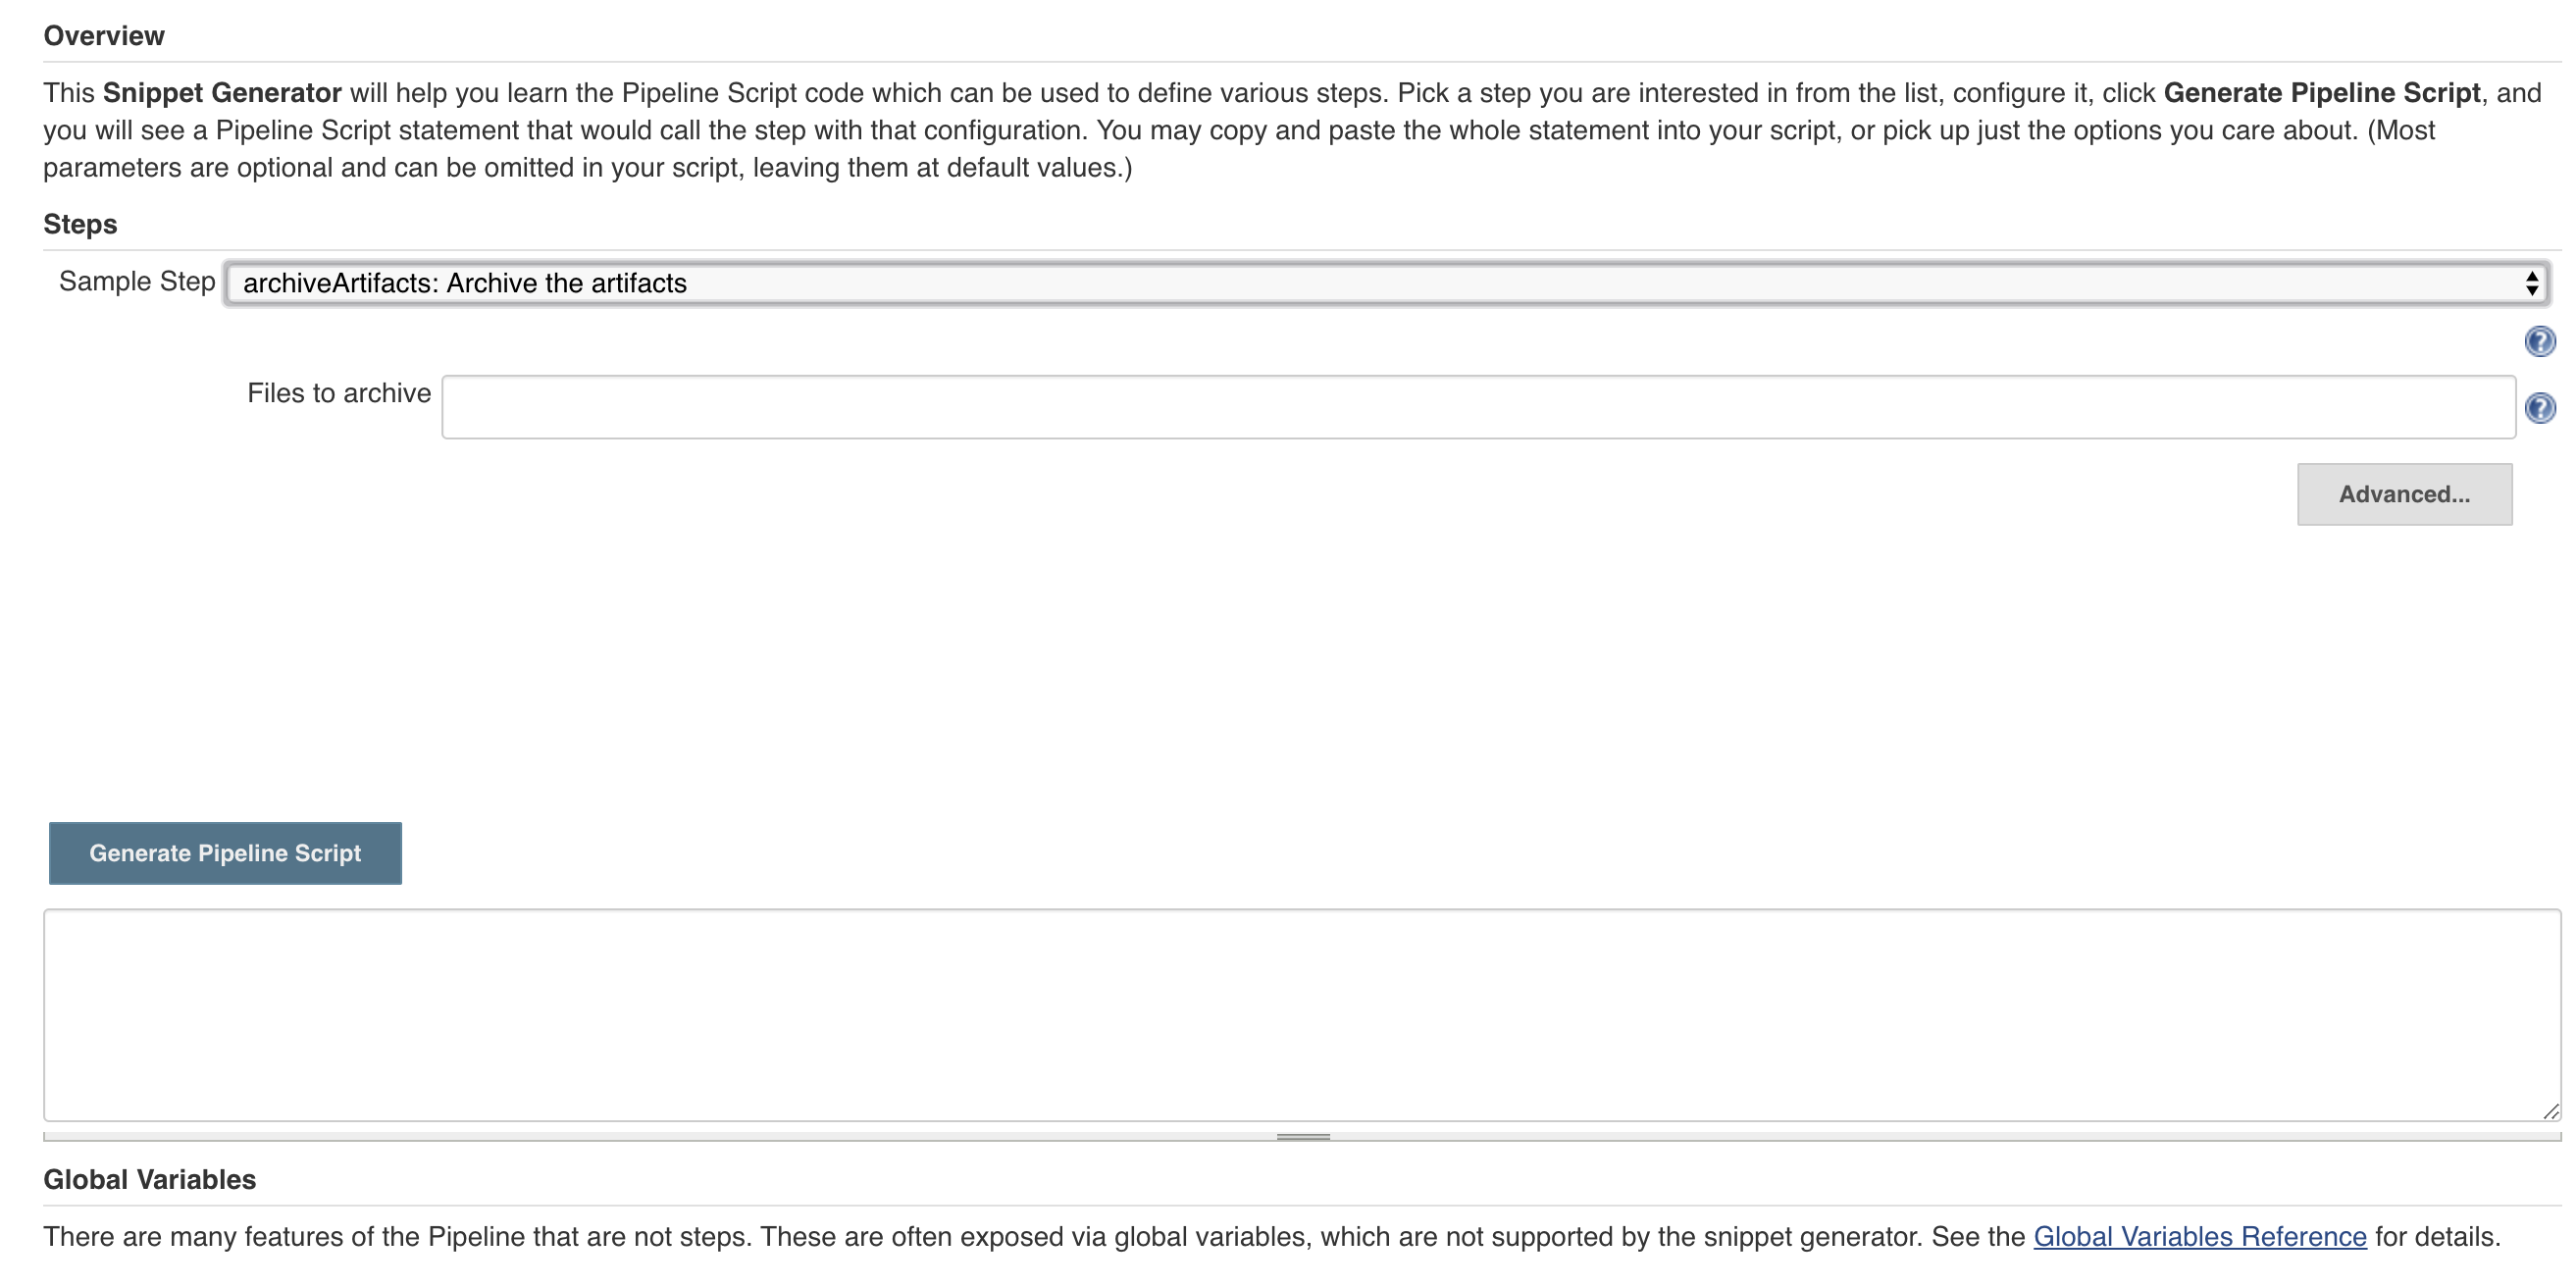 Overview
This Snippet Generator will help you learn the Pipeline Script code which can be used to define various steps. Pick a step you are interested in from the list, configure it, click Generate Pipeline Script, and
you will see a Pipeline Script statement that would call the step with that configuration. You may copy and paste the whole statement into your script, or pick up just the options you care about. (Most
parameters are optional and can be omitted in your script, leaving them at default values.)
Steps
Sample Step archiveArtifacts: Archive the artifacts
?
Files to archive ?
Advanced...
Generate Pipeline Script
Global Variables
There are many features of the Pipeline that are not steps. These are often exposed via global variables, which are not supported by the snippet generator. See the Global Variables Reference for details.